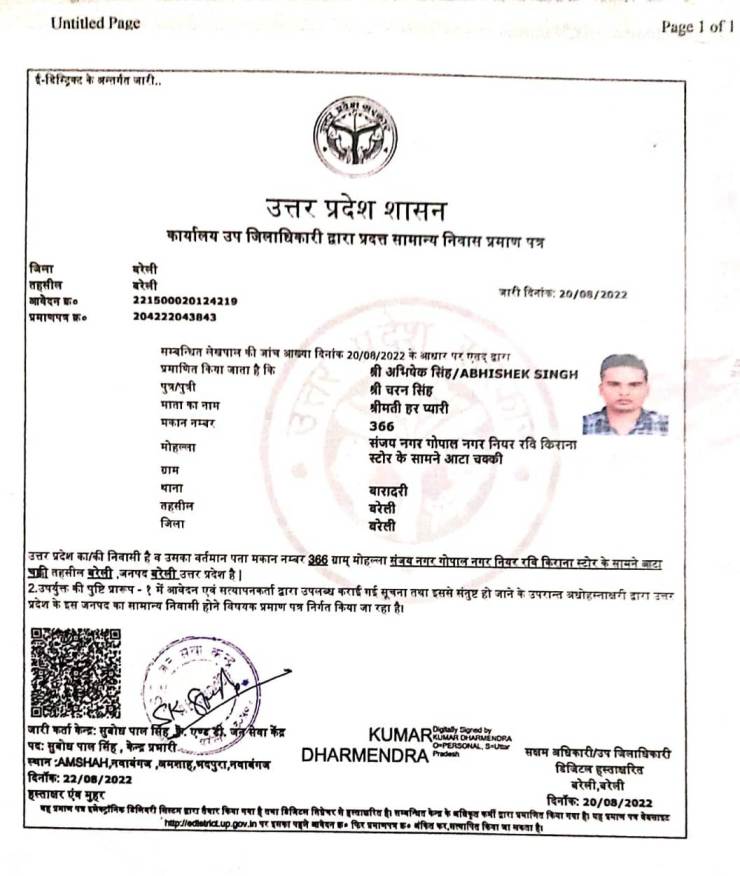 Untitled Page
Page 1 of 1
ई-डिस्ट्रिक्ट के अन्तर्गत जारी..
उत्तर प्रदेश शासन
कार्यालय उप जिलाधिकारी द्वारा प्रदत्त सामान्य निवास प्रमाण पत्र
जिला बरेली
तहसील बरेली
आवेदन क्र० 221500020124219
जारी दिनांक: 20/08/2022
प्रमाणपत्र क्र० 204222043843
सम्बन्धित लेखपाल की जांच आख्या दिनांक 20/08/2022 के आधार पर एतद् द्वारा
प्रमाणित किया जाता है कि श्री अभिषेक सिंह/ABHISHEK SINGH
पुत्र/पुत्री श्री चरन सिंह
माता का नाम श्रीमती हर प्यारी
मकान नम्बर 366
मोहल्ला संजय नगर गोपाल नगर नियर रवि किराना
स्टोर के सामने आटा चक्की
ग्राम
थाना बारादरी
तहसील बरेली
जिला बरेली
उत्तर प्रदेश का/की निवासी है व उसका वर्तमान पता मकान नम्बर 366 ग्राम् मोहल्ला संजय नगर गोपाल नगर नियर रवि किराना स्टोर के सामने आटा
चक्की तहसील बरेली ,जनपद बरेली उत्तर प्रदेश है |
2.उपर्युक्त की पुष्टि प्रारूप - १ में आवेदन एवं सत्यापनकर्ता द्वारा उपलब्ध कराई गई सूचना तथा इससे संतुष्ट हो जाने के उपरान्त अधोहस्ताक्षरी द्वारा उत्तर
प्रदेश के इस जनपद का सामान्य निवासी होने विषयक प्रमाण पत्र निर्गत किया जा रहा है।
जारी कर्ता केन्द्र: सुबोध पाल सिंह, के. एण्ड डी. जन सेवा केंद्र
पद: सुबोध पाल सिंह , केन्द्र प्रभारी
स्थान :AMSHAH,नवाबगंज ,अमशाह,भदपुरा,नवाबगंज
दिनाँक: 22/08/2022
हस्ताक्षर एंव मुहर
KUMAR
DHARMENDRA
Digitally Signed by
KUMAR DHARMENDRA
O=PERSONAL, S=Uttar
Pradesh
सक्षम अधिकारी/उप जिलाधिकारी
डिजिटल हस्ताक्षरित
बरेली,बरेली
दिनाँक: 20/08/2022
यह प्रमाण पत्र इलेक्ट्रॉनिक डिलिवरी सिस्टम द्वारा तैयार किया गया है तथा डिजिटल सिग्नेचर से हस्ताक्षरित है। सम्बन्धित केन्द्र के अधिकृत कर्मी द्वारा प्रमाणित किया गया है। यह प्रमाण पत्र वेबसाइट
http://edistrict.up.gov.in पर इसका पहले आवेदन क्र० फिर प्रमाणपत्र क्र० अंकित कर,सत्यापित किया जा सकता है।